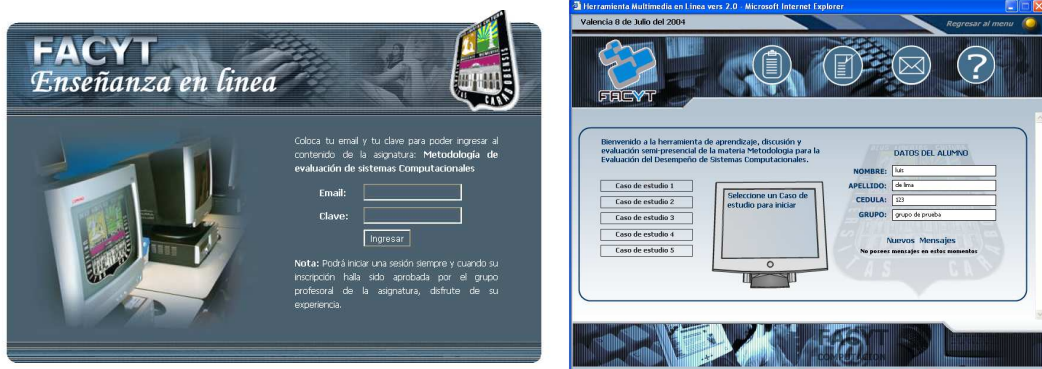 FACYT
Enseñanza en linea
Coloca tu email y tu clave para poder ingresar al
contenido de la asignatura: Metodología de
evaluación de sistemas Computacionales
Email:
Clave:
Ingresar
Nota: Podrá iniciar una sesión siempre y cuando su
inscripción halla sido aprobada por el grupo
profesoral de la asignatura, disfrute de su
experiencia.
Herramienta Multimedia en Linea vers 2.0 - Microsoft Internet Explorer
Valencia 8 de Julio del 2004
Regresar al menu
FACYT
Bienvenido a la herramienta de aprendizaje, discusión y
evaluación semi-presencial de la materia Metodologia para la
Evaluación del Desempeño de Sistemas Computacionales.
Caso de estudio 1
Caso de estudio 2
Caso de estudio 3
Caso de estudio 4
Caso de estudio 5
Seleccione un Caso de
estudio para iniciar
DATOS DEL ALUMNO
NOMBRE: luis
APELLIDO: de lima
CEDULA: 123
GRUPO: grupo de prueba
Nuevos Mensajes
No posees mensajes en estos momentos
FACYT
COMPUTACION